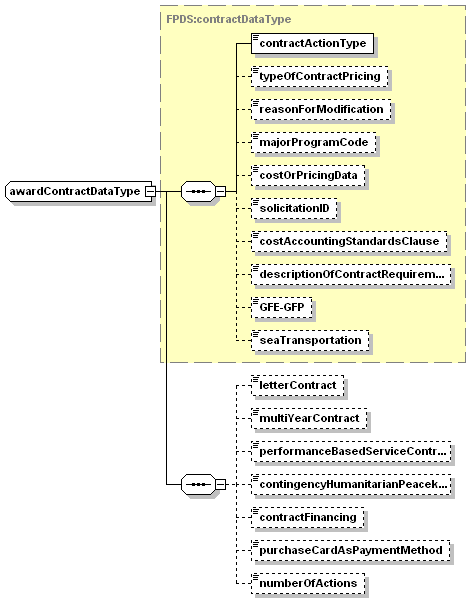 FPDS:contractDataType
contractActionType
typeOfContractPricing
reasonForModification
majorProgramCode
awardContractDataType
costOrPricingData
solicitationID
costAccountingStandardsClause
descriptionOfContractRequirem...
GFE-GFP
seaTransportation
letterContract
multiYearContract
performanceBasedServiceContr...
contingencyHumanitarianPeacek...
contractFinancing
purchaseCardAsPaymentMethod
numberOfActions